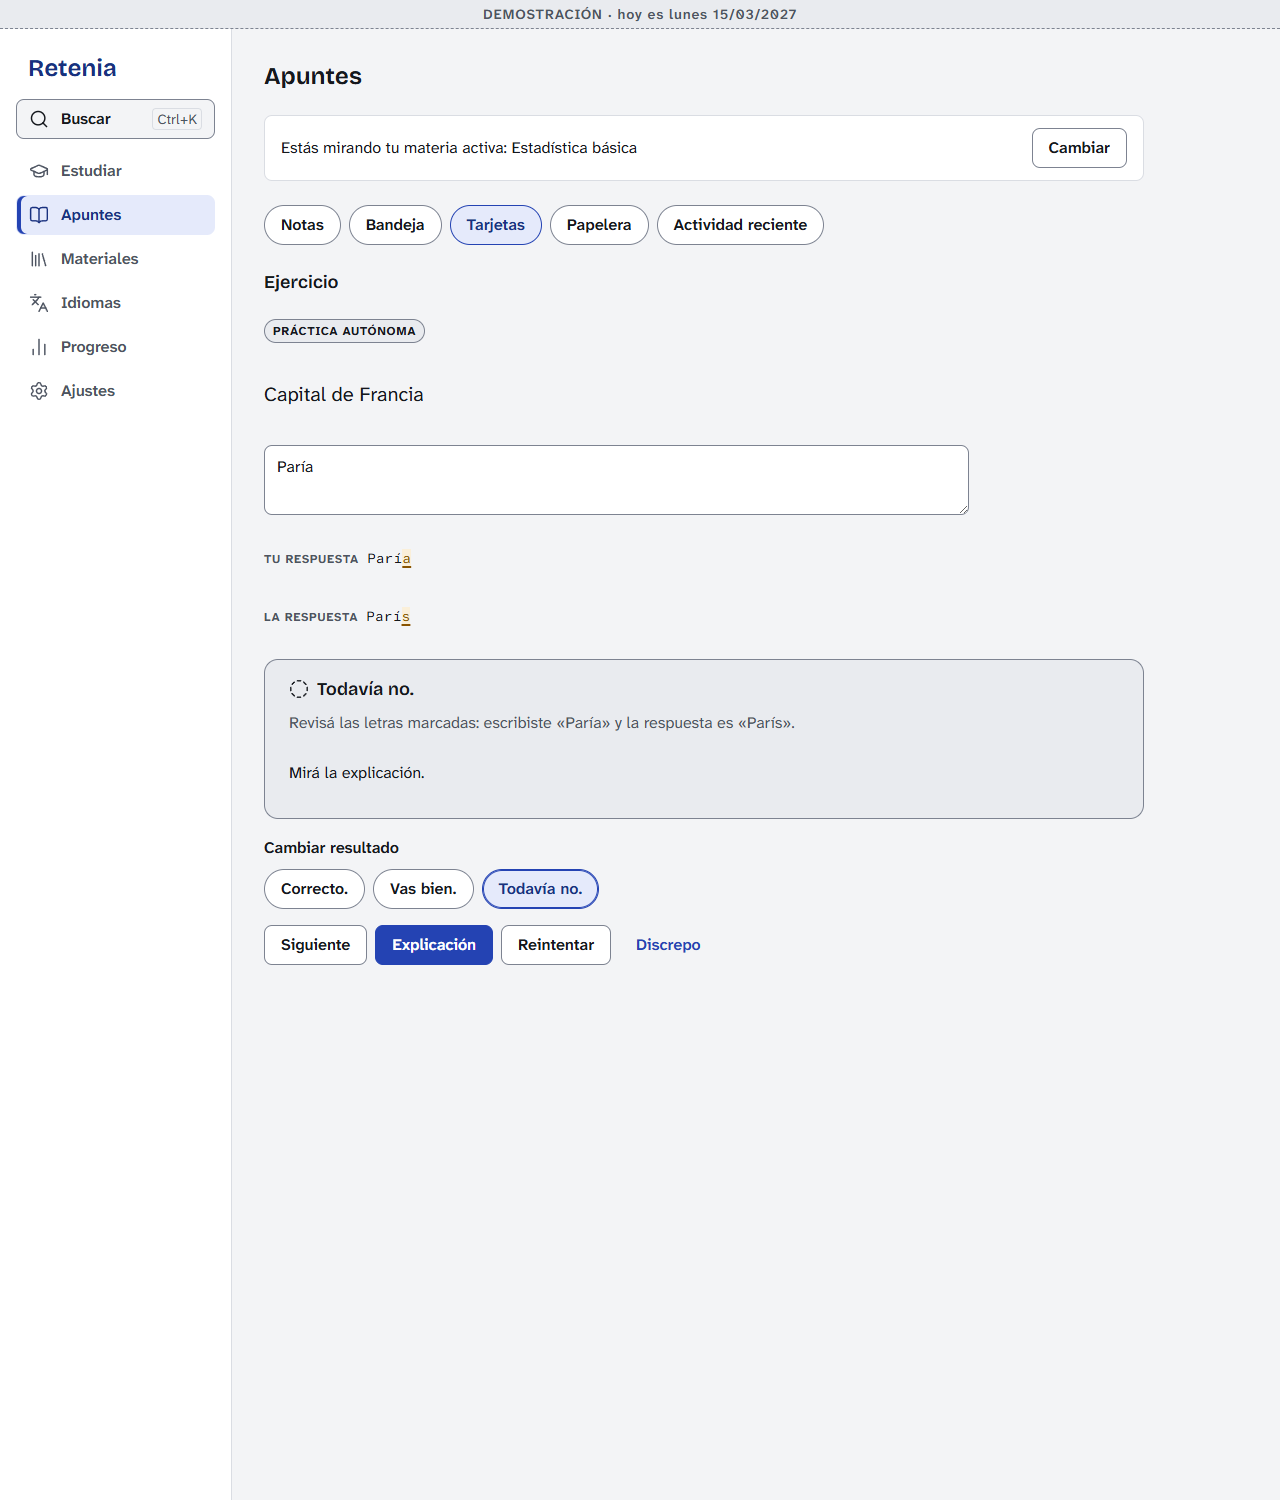 DEMOSTRACIÓN · hoy es lunes 15/03/2027
Retenia
Buscar Ctrl+K
Estudiar
Apuntes
Materiales
Idiomas
Progreso
Ajustes
Apuntes
Estás mirando tu materia activa: Estadística básica
Cambiar
Notas Bandeja Tarjetas Papelera Actividad reciente
Ejercicio
PRÁCTICA AUTÓNOMA
Capital de Francia
Paría
TU RESPUESTA Paría
LA RESPUESTA París
Todavía no.
Revisá las letras marcadas: escribiste «Paría» y la respuesta es «París».
Mirá la explicación.
Cambiar resultado
Correcto. Vas bien. Todavía no.
Siguiente Explicación Reintentar Discrepo